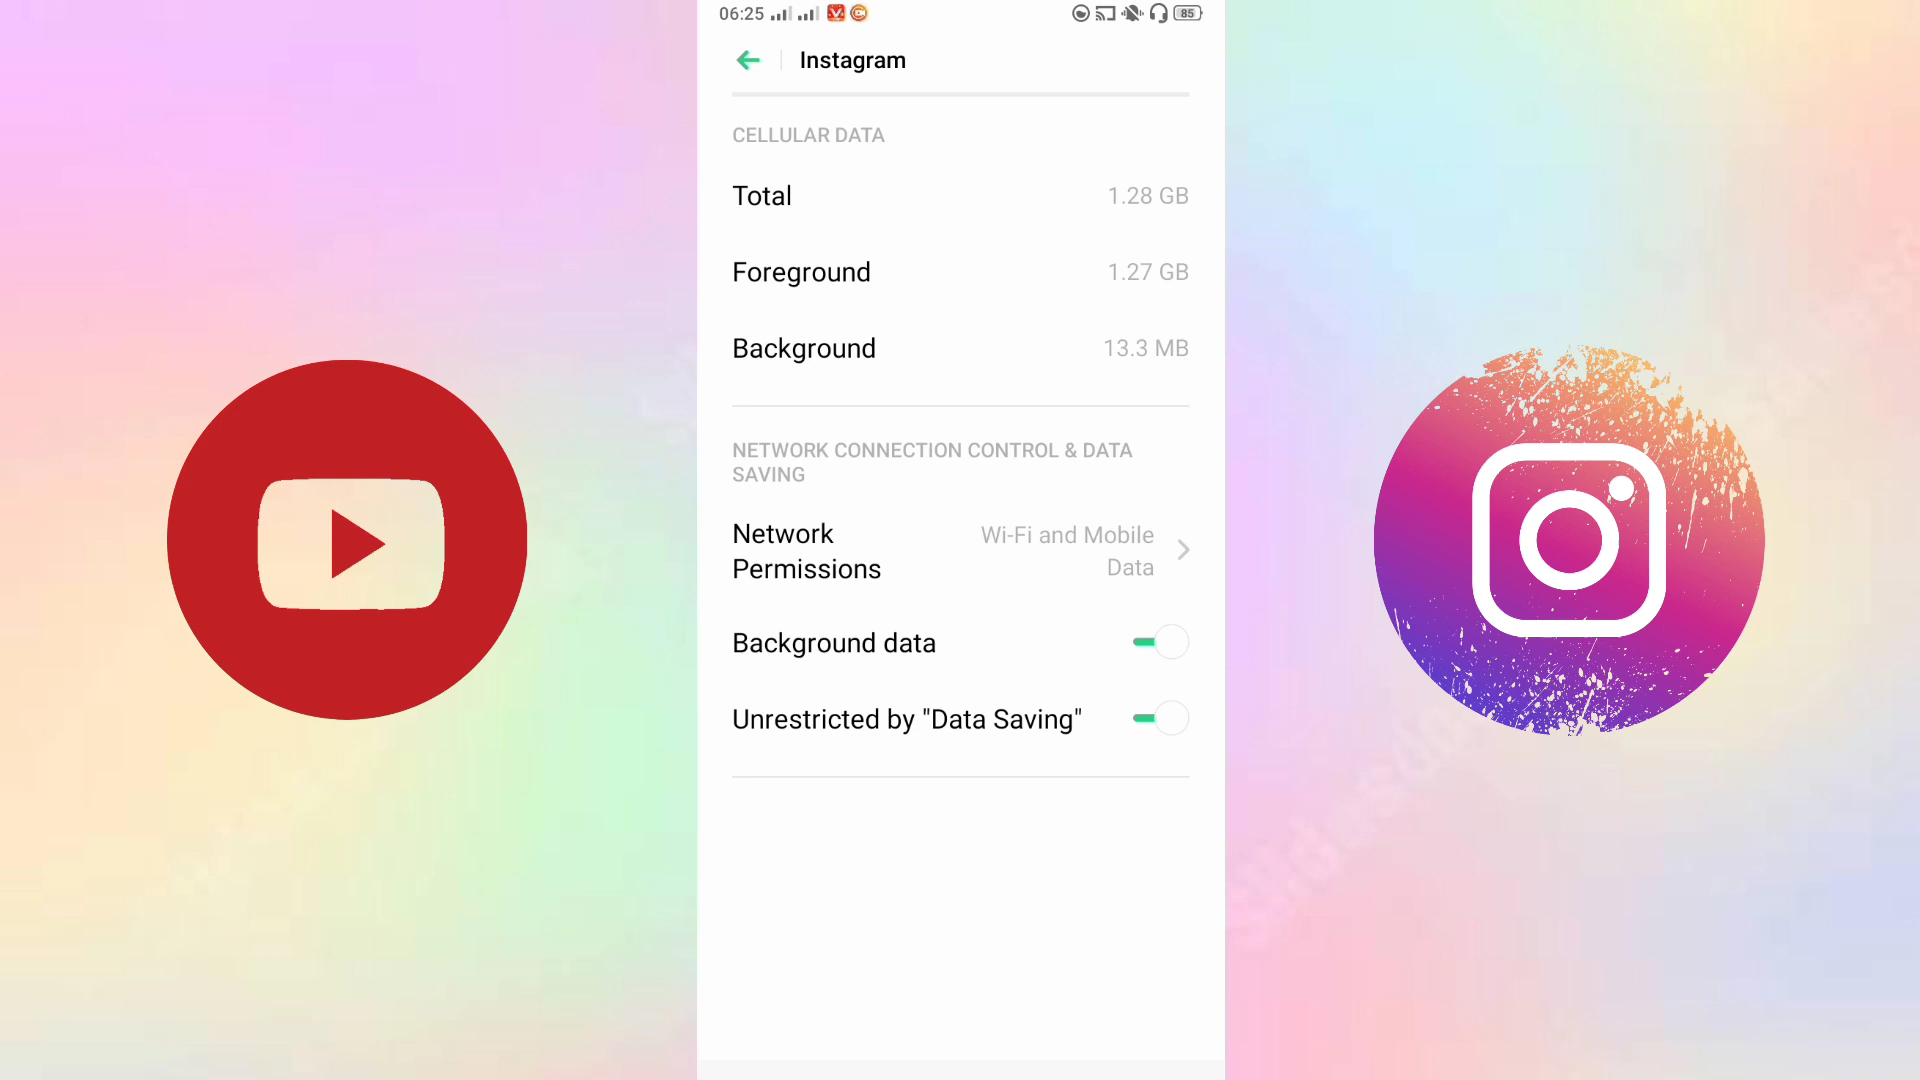 06:25
85
Instagram
CELLULAR DATA
Total 1.28 GB
Foreground 1.27 GB
Background 13.3 MB
NETWORK CONNECTION CONTROL & DATA
SAVING
Network Permissions
Wi-Fi and Mobile Data
Background data
Unrestricted by "Data Saving"